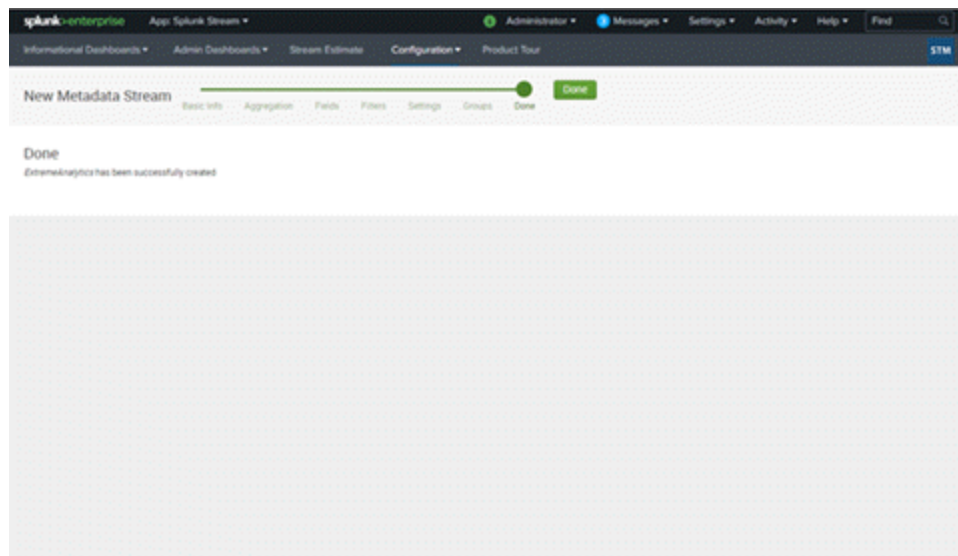 splunk>enterprise App: Splunk Stream Administrator Messages Settings Activity Help Find
Informational Dashboards Admin Dashboards Stream Estimate Configuration Product Tour STM
New Metadata Stream Basic Info Aggregation Fields Filters Settings Groups Done Done
Done
ExtremeAnalytics has been successfully created